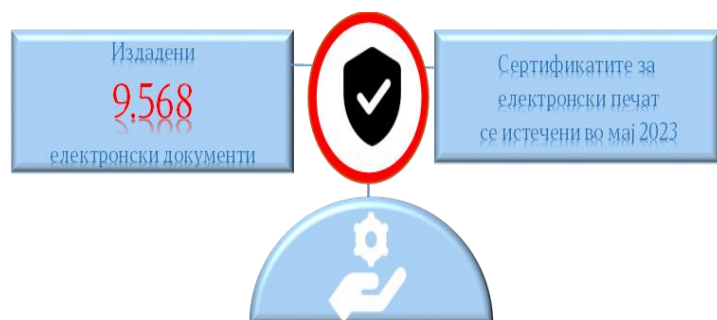 Издадени
9.568
електронски документи
Сертификатите за
електронски печат
се истечени во мај 2023